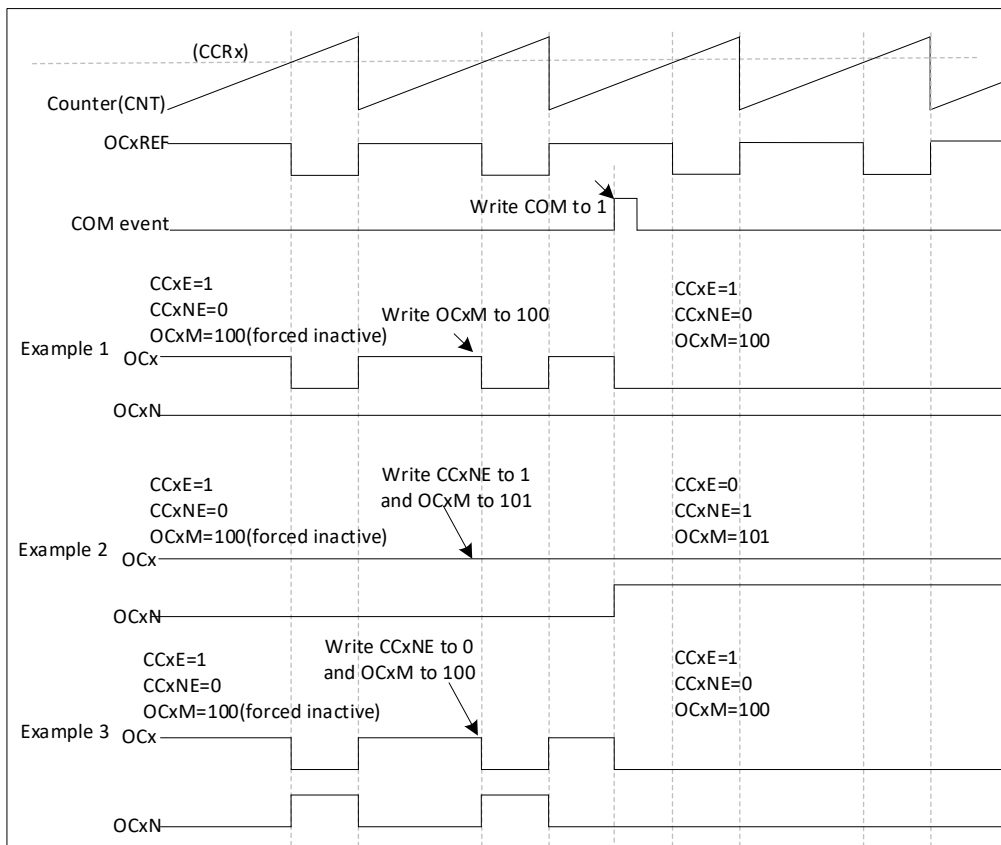 (CCRx)
Counter(CNT)
OCxREF
Write COM to 1
COM event
CCxE=1
CCxNE=0
OCxM=100(forced inactive)
Write OCxM to 100
CCxE=1
CCxNE=0
OCxM=100
Example 1
OCx
OCxN
CCxE=1
CCxNE=0
OCxM=100(forced inactive)
Write CCxNE to 1
and OCxM to 101
CCxE=0
CCxNE=1
OCxM=101
Example 2
OCx
OCxN
CCxE=1
CCxNE=0
OCxM=100(forced inactive)
Write CCxNE to 0
and OCxM to 100
CCxE=1
CCxNE=0
OCxM=100
Example 3
OCx
OCxN